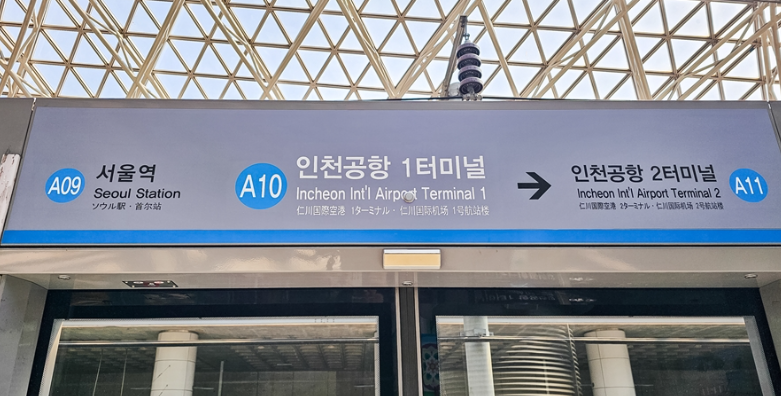 A09
서울역
Seoul Station
ソウル駅 · 首尔站
A10
인천공항 1터미널
Incheon Int'l Airport Terminal 1
仁川国際空港 1ターミナル · 仁川国际机场 1号航站楼
인천공항 2터미널
Incheon Int'l Airport Terminal 2
仁川国際空港 2ターミナル · 仁川国际机场 2号航站楼
A11